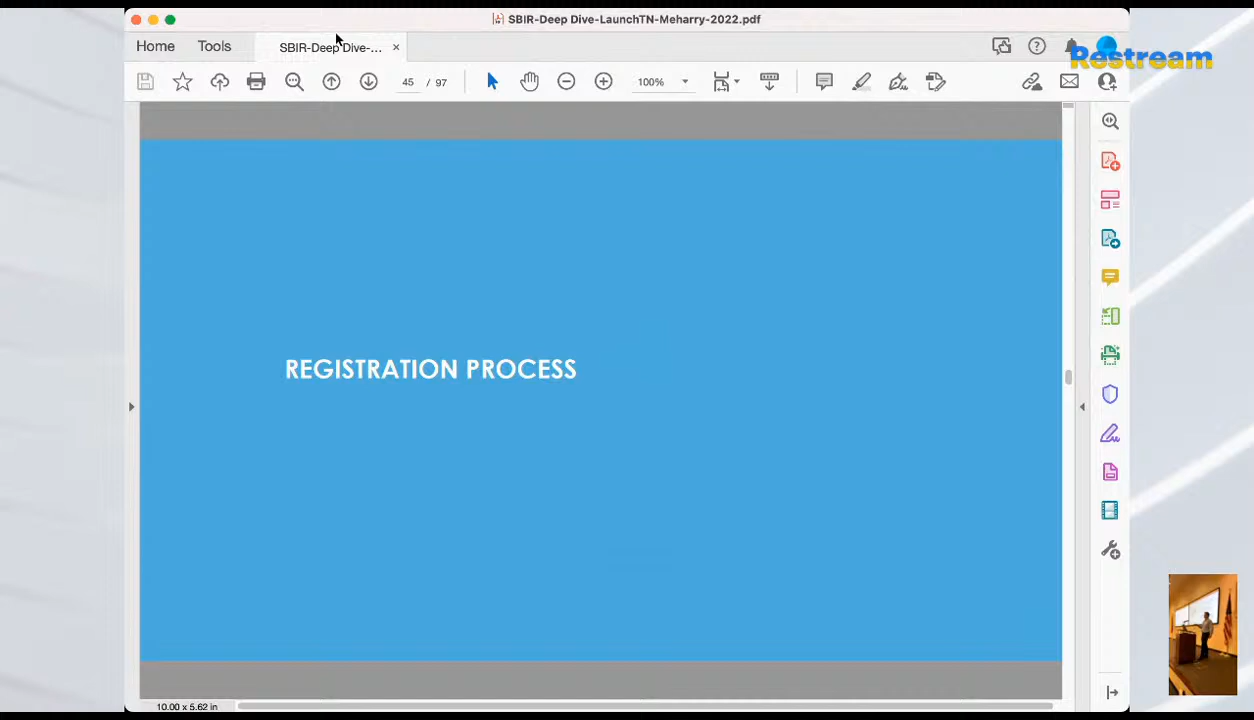 SBIR-Deep Dive-LaunchTN-Meharry-2022.pdf
Home
Tools
SBIR-Deep Dive-...
Restream
45 / 97
100%
REGISTRATION PROCESS
10.00 x 5.62 in